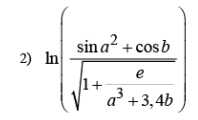 2) ln( (sin a² + cos b) / √(1 + e / (a³ + 3,4b)) )